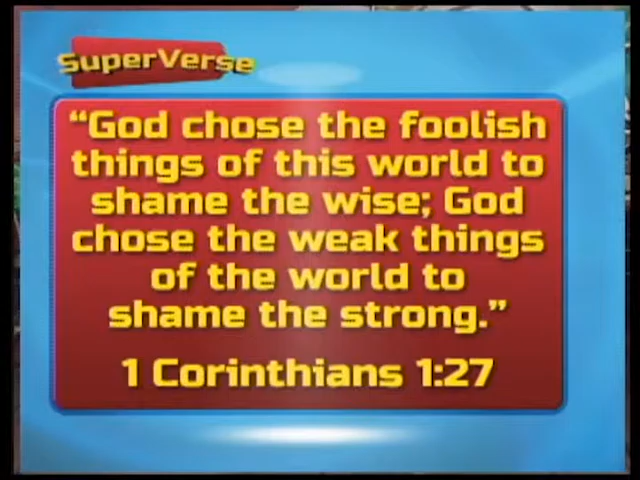 SuperVerse
“God chose the foolish
things of this world to
shame the wise; God
chose the weak things
of the world to
shame the strong.”
1 Corinthians 1:27